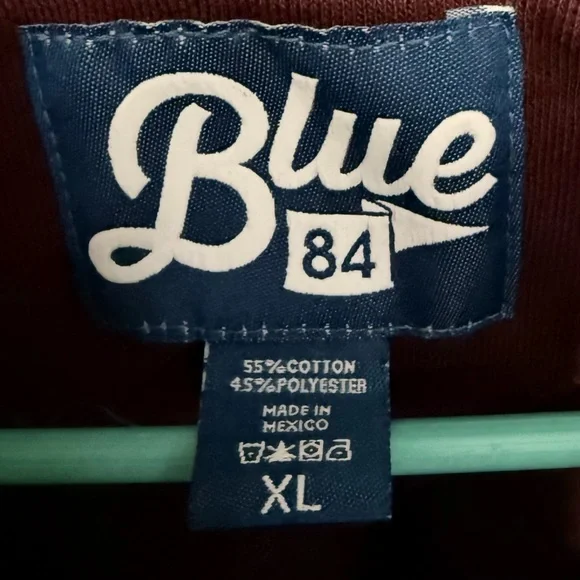 Blue
84
55%COTTON
45%POLYESTER
MADE IN
MEXICO
XL